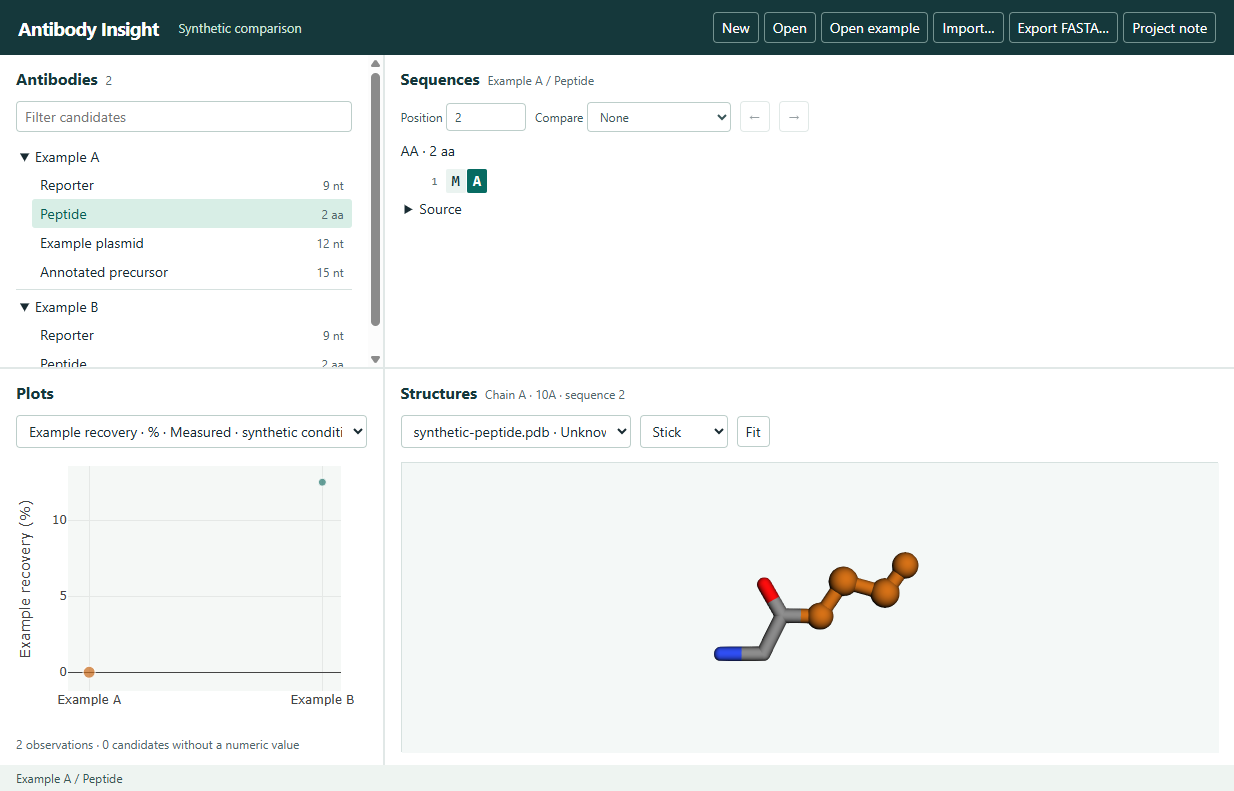 Antibody Insight Synthetic comparison New Open Open example Import... Export FASTA... Project note
Antibodies 2
Filter candidates
▼ Example A
Reporter 9 nt
Peptide 2 aa
Example plasmid 12 nt
Annotated precursor 15 nt
▼ Example B
Reporter 9 nt
Peptide 2 aa
Sequences Example A / Peptide
Position 2 Compare None ← →
AA · 2 aa
1 M A
▶ Source
Plots
Example recovery · % · Measured · synthetic conditi
Example recovery (%)
10
5
0
Example A Example B
2 observations · 0 candidates without a numeric value
Structures Chain A · 10A · sequence 2
synthetic-peptide.pdb · Unknow Stick Fit
Example A / Peptide